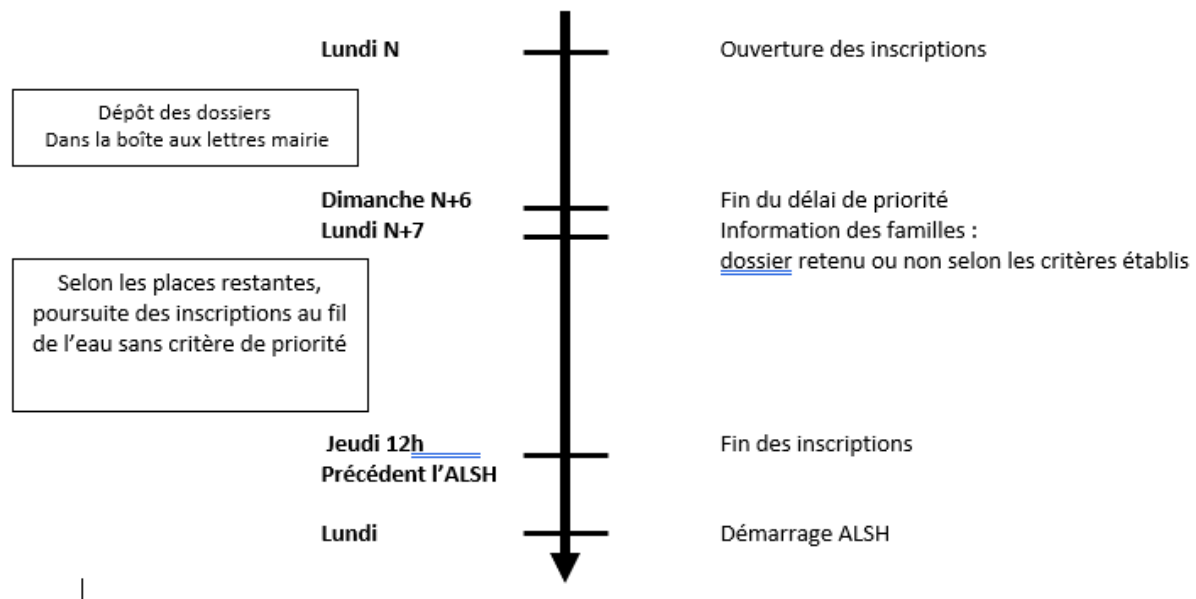 Lundi N
Ouverture des inscriptions
Dépôt des dossiers
Dans la boîte aux lettres mairie
Dimanche N+6
Fin du délai de priorité
Lundi N+7
Information des familles :
dossier retenu ou non selon les critères établis
Selon les places restantes,
poursuite des inscriptions au fil
de l'eau sans critère de priorité
Jeudi 12h
Fin des inscriptions
Précédent l'ALSH
Lundi
Démarrage ALSH